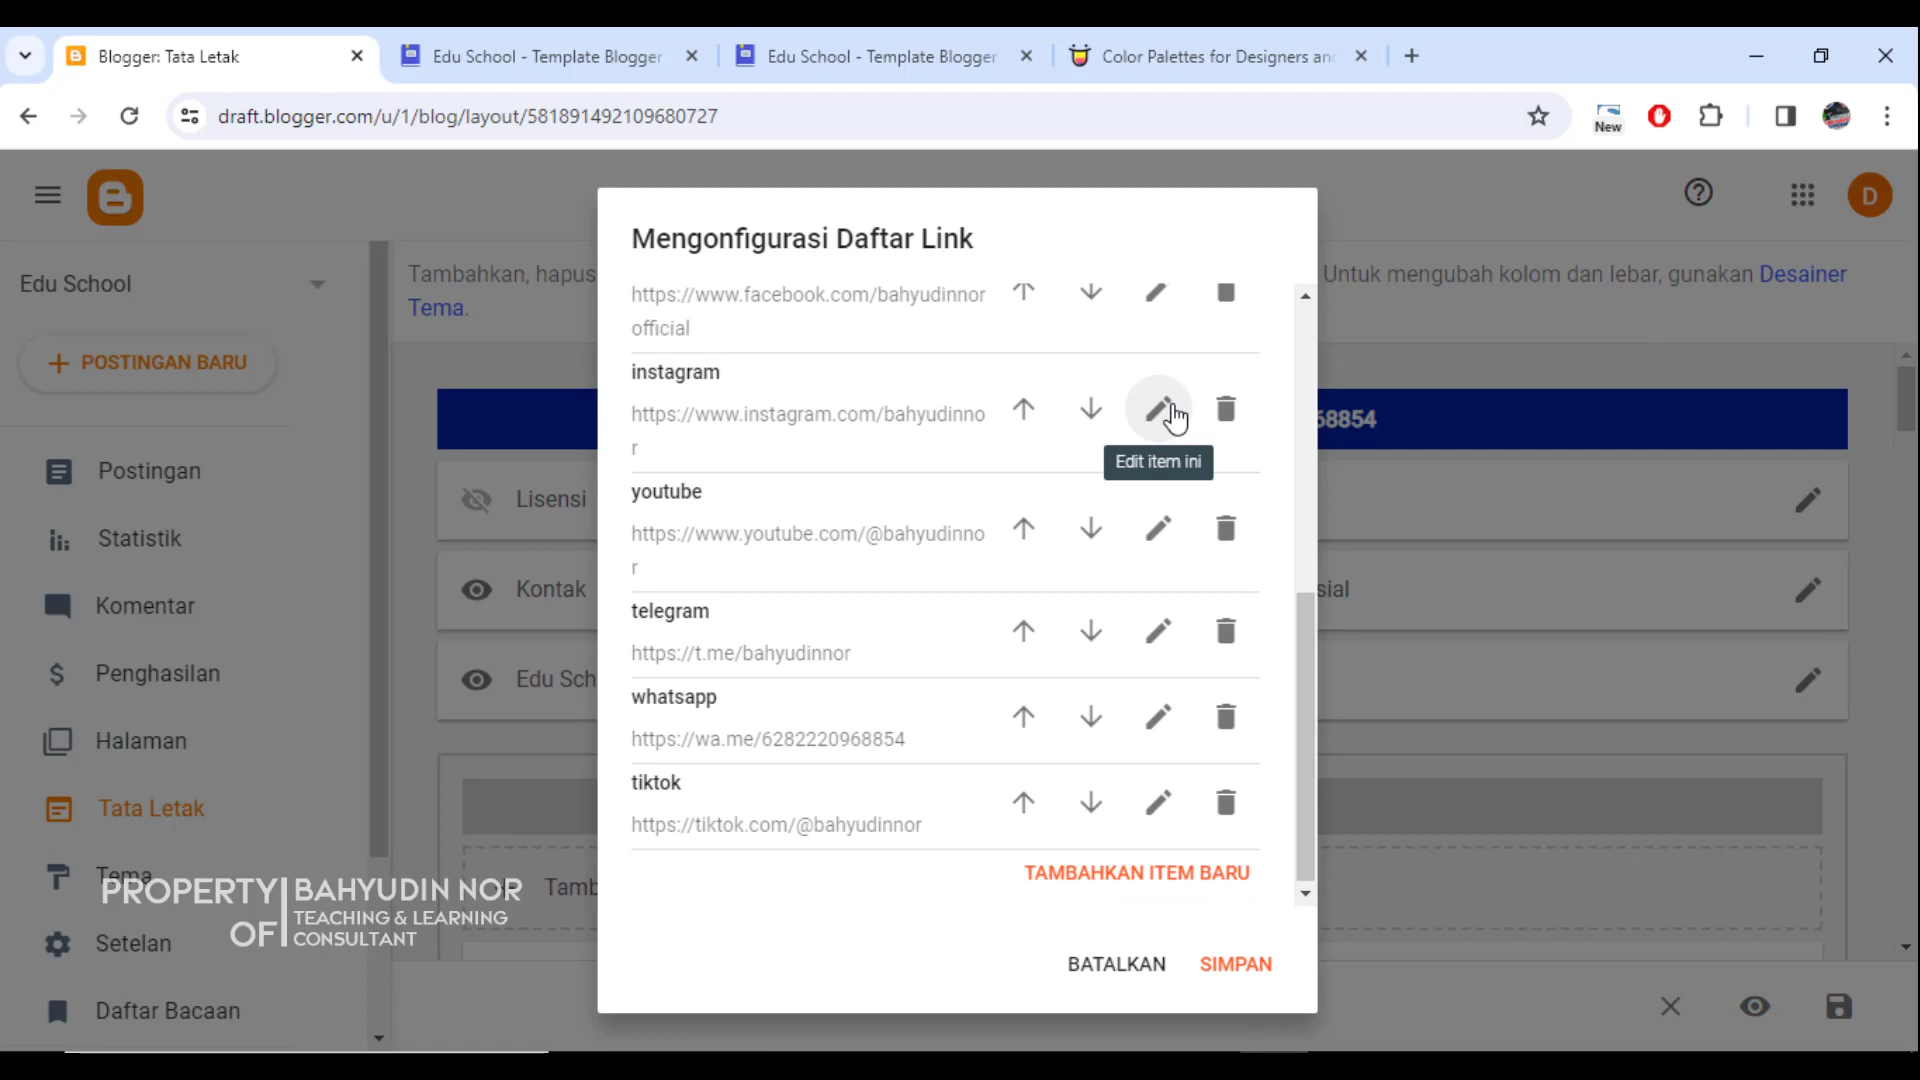 Blogger: Tata Letak
Edu School - Template Blogger
Edu School - Template Blogger
Color Palettes for Designers an
draft.blogger.com/u/1/blog/layout/581891492109680727
New
D
Edu School
POSTINGAN BARU
Postingan
Statistik
Komentar
Penghasilan
Halaman
Tata Letak
Tema
Setelan
Daftar Bacaan
Tambahkan, hapus
Untuk mengubah kolom dan lebar, gunakan Desainer
Tema.
68854
Lisensi
Kontak
sial
Edu Sch
Tamb
Mengonfigurasi Daftar Link
https://www.facebook.com/bahyudinnor
official
instagram
https://www.instagram.com/bahyudinno
r
Edit item ini
youtube
https://www.youtube.com/@bahyudinno
r
telegram
https://t.me/bahyudinnor
whatsapp
https://wa.me/6282220968854
tiktok
https://tiktok.com/@bahyudinnor
TAMBAHKAN ITEM BARU
BATALKAN
SIMPAN
PROPERTY
OF
BAHYUDIN NOR
TEACHING & LEARNING
CONSULTANT